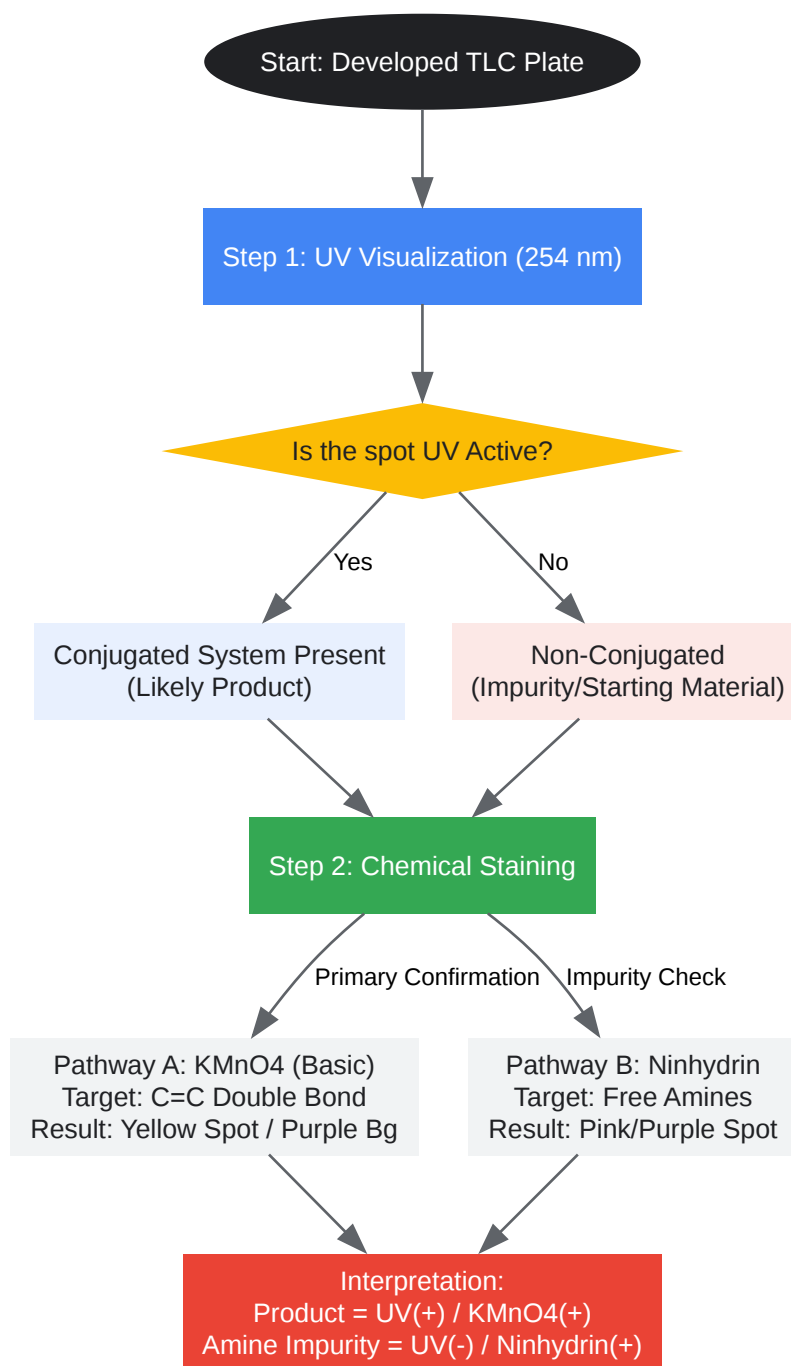 Start: Developed TLC Plate
Step 1: UV Visualization (254 nm)
Is the spot UV Active?
Yes
No
Conjugated System Present
(Likely Product)
Non-Conjugated
(Impurity/Starting Material)
Step 2: Chemical Staining
Primary Confirmation
Impurity Check
Pathway A: KMnO4 (Basic)
Target: C=C Double Bond
Result: Yellow Spot / Purple Bg
Pathway B: Ninhydrin
Target: Free Amines
Result: Pink/Purple Spot
Interpretation:
Product = UV(+) / KMnO4(+)
Amine Impurity = UV(-) / Ninhydrin(+)